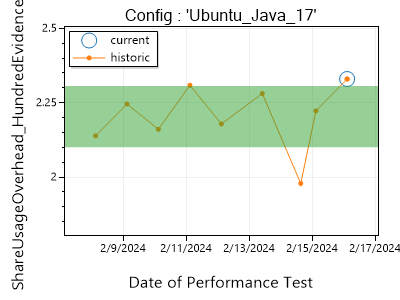 Config : 'Ubuntu_Java_17'
ShareUsageOverhead_HundredEvidence
2.5
2.25
2
current
historic
2/9/2024
2/11/2024
2/13/2024
2/15/2024
2/17/2024
Date of Performance Test